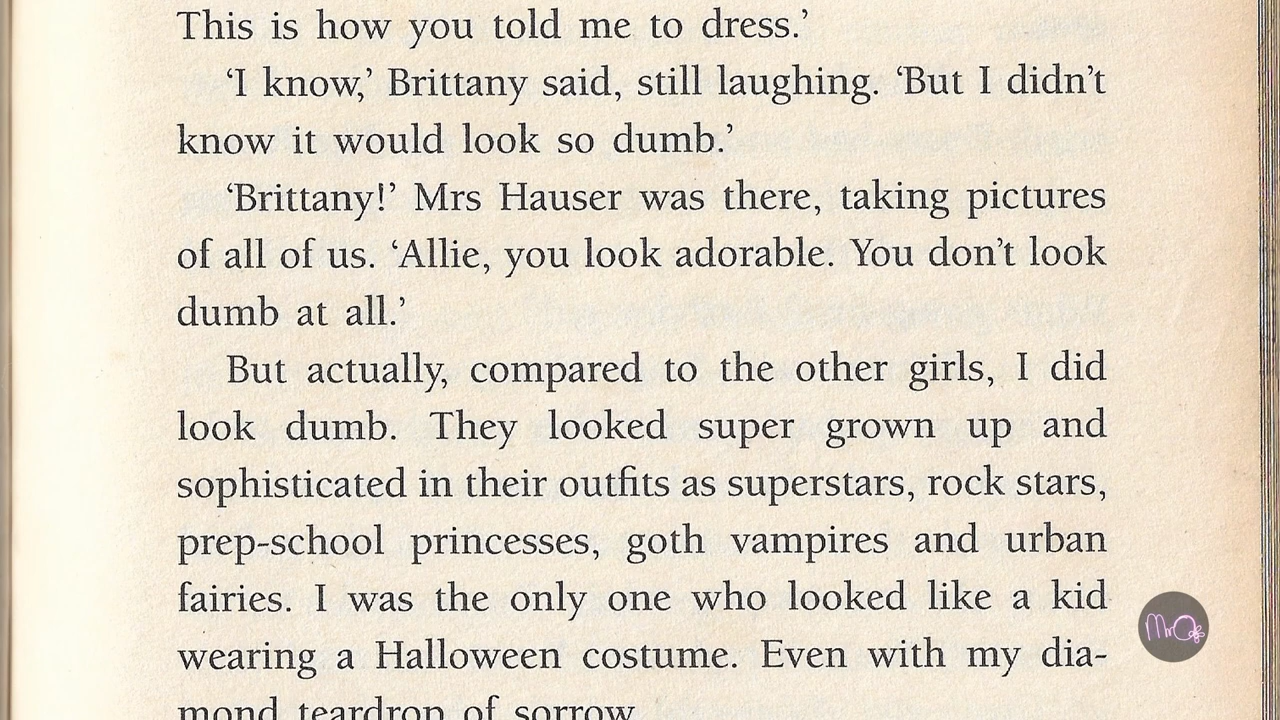 This is how you told me to dress.’
‘I know,’ Brittany said, still laughing. ‘But I didn’t
know it would look so dumb.’
‘Brittany!’ Mrs Hauser was there, taking pictures
of all of us. ‘Allie, you look adorable. You don’t look
dumb at all.’
But actually, compared to the other girls, I did
look dumb. They looked super grown up and
sophisticated in their outfits as superstars, rock stars,
prep-school princesses, goth vampires and urban
fairies. I was the only one who looked like a kid
wearing a Halloween costume. Even with my dia-
mond teardrop of sorrow